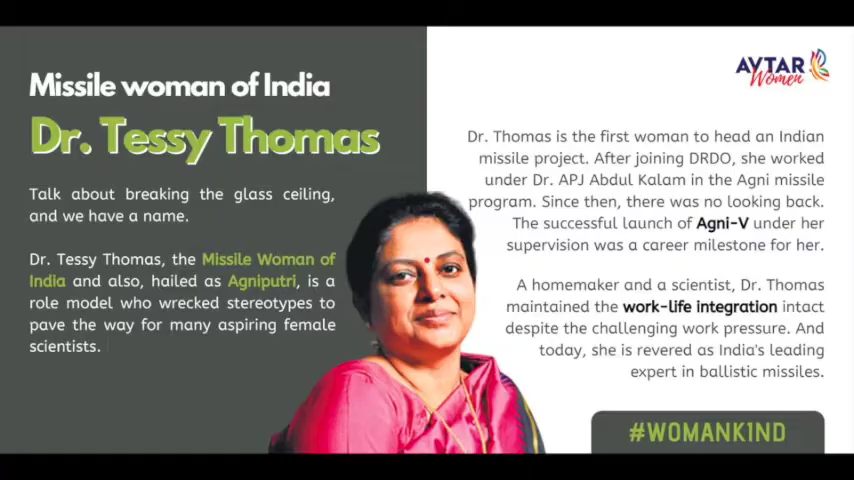 Missile woman of India
Dr. Tessy Thomas
Talk about breaking the glass ceiling,
and we have a name.
Dr. Tessy Thomas, the Missile Woman of
India and also, hailed as Agniputri, is a
role model who wrecked stereotypes to
pave the way for many aspiring female
scientists.
AVTAR
Women
Dr. Thomas is the first woman to head an Indian
missile project. After joining DRDO, she worked
under Dr. APJ Abdul Kalam in the Agni missile
program. Since then, there was no looking back.
The successful launch of Agni-V under her
supervision was a career milestone for her.
A homemaker and a scientist, Dr. Thomas
maintained the work-life integration intact
despite the challenging work pressure. And
today, she is revered as India's leading
expert in ballistic missiles.
#WOMANK1ND